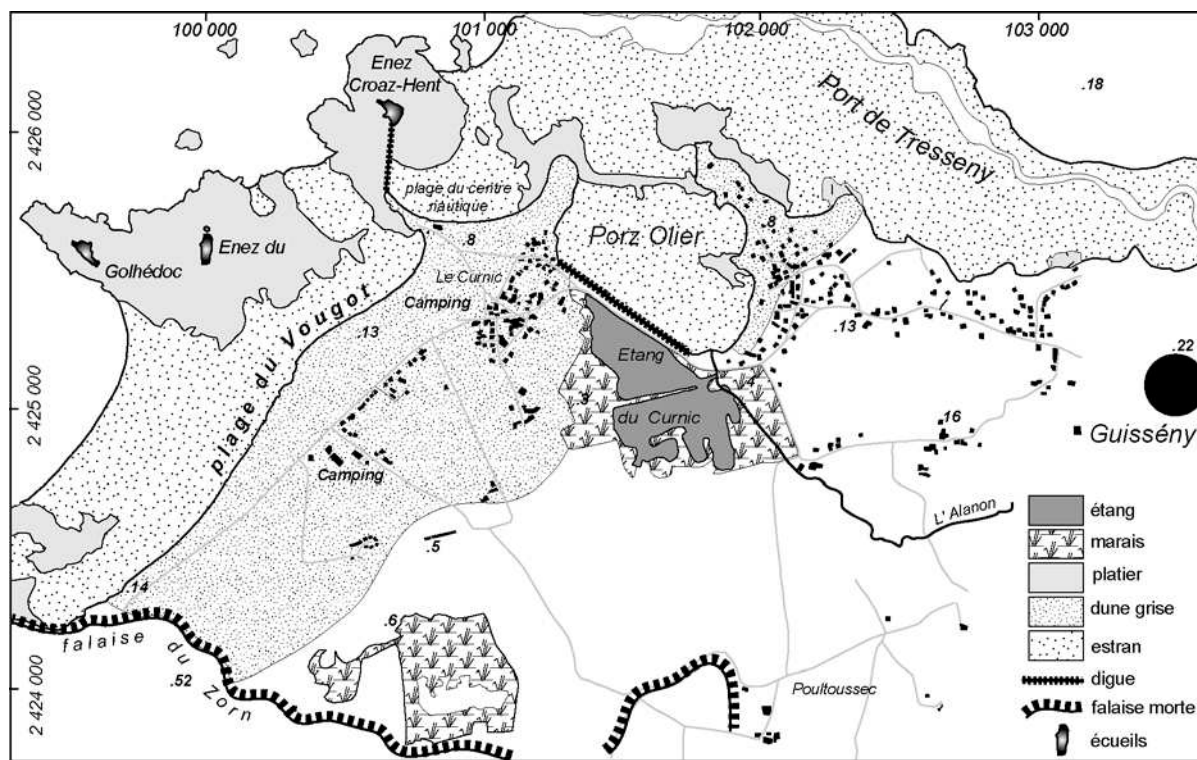 100 000
101 000
102 000
103 000
2 426 000
2 425 000
2 424 000
Enez
Croaz-Hent
.18
Port de Tresseny
plage du centre
nautique
8
8
Porz Olier
Enez du
Golhédoc
Le Curnic
Camping
.13
.13
plage du Vougot
Etang
du Curnic
3
4
.22
.16
Guissény
Camping
L' Alanon
.5
.14
.6
falaise
du
Zorn
.52
Poultoussec
étang
marais
platier
dune grise
estran
digue
falaise morte
écueils